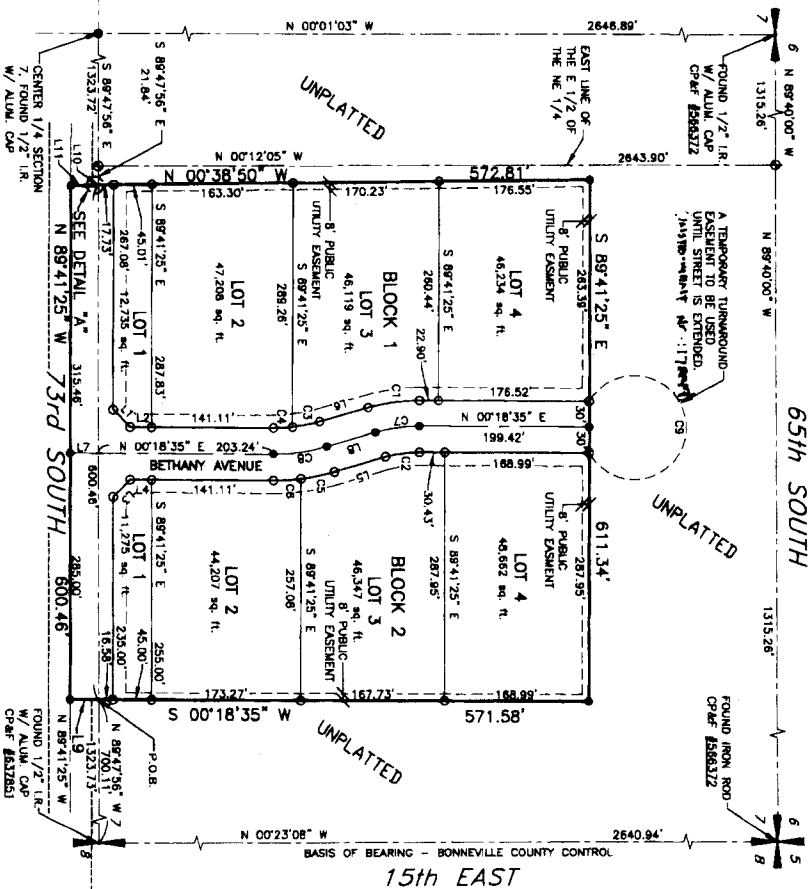 65th SOUTH
7
6
N 00°01'03" W
2646.89'
N 89°40'00" W
1315.26'
FOUND 1/2" I.R.
W/ ALUM. CAP
CP&F #566372
EAST LINE OF
THE E 1/2 OF
THE NE 1/4
UNPLATTED
S 89°47'56" E
21.84'
S 89°47'56" E
1323.72'
CENTER 1/4 SECTION
7, FOUND 1/2" I.R.
W/ ALUM. CAP
N 00°12'05" W
2643.90'
N 89°40'00" W
A TEMPORARY TURNAROUND
EASEMENT TO BE USED
UNTIL STREET IS EXTENDED.
L11
L10
N 00°38'50" W
572.81'
163.30'
170.23'
176.55'
17.73'
SEE DETAIL "A"
45.01'
267.08'
12,735 sq. ft.
LOT 1
S 89°41'25" E
287.83'
LOT 2
47,208 sq. ft.
8' PUBLIC
UTILITY EASEMENT
S 89°41'25" E
289.26'
BLOCK 1
LOT 3
46,119 sq. ft.
S 89°41'25" E
260.44'
22.90'
LOT 4
46,234 sq. ft.
8' PUBLIC
UTILITY EASMENT
263.39'
S 89°41'25" E
L2
141.11'
C4
C3
L6
C1
176.52'
30'
C9
N 89°41'25" W
315.46'
73rd SOUTH
L7
N 00°18'35" E
203.24'
BETHANY AVENUE
C8
L8
C7
N 00°18'35" E
199.42'
30'
600.46'
L4
141.11'
C6
C5
L5
C2
30.43'
168.99'
UNPLATTED
11,275 sq. ft.
LOT 1
S 89°41'25" E
255.00'
LOT 2
44,207 sq. ft.
S 89°41'25" E
257.08'
BLOCK 2
LOT 3
46,347 sq. ft.
8' PUBLIC
UTILITY EASEMENT
S 89°41'25" E
287.95'
LOT 4
48,662 sq. ft.
8' PUBLIC
UTILITY EASMENT
287.95'
611.34'
285.00'
600.46'
235.00'
16.58'
45.00'
173.27'
167.73'
168.99'
S 00°18'35" W
571.58'
L9
N 89°41'25" W
N 89°47'56" W
700.11'
1323.73'
P.O.B.
UNPLATTED
FOUND 1/2" I.R.
W/ ALUM. CAP
CP&F #637851
1315.26'
FOUND IRON ROD
CP&F #566372
7
8
N 00°23'08" W
2640.94'
BASIS OF BEARING - BONNEVILLE COUNTY CONTROL
15th EAST
6
5
7
8